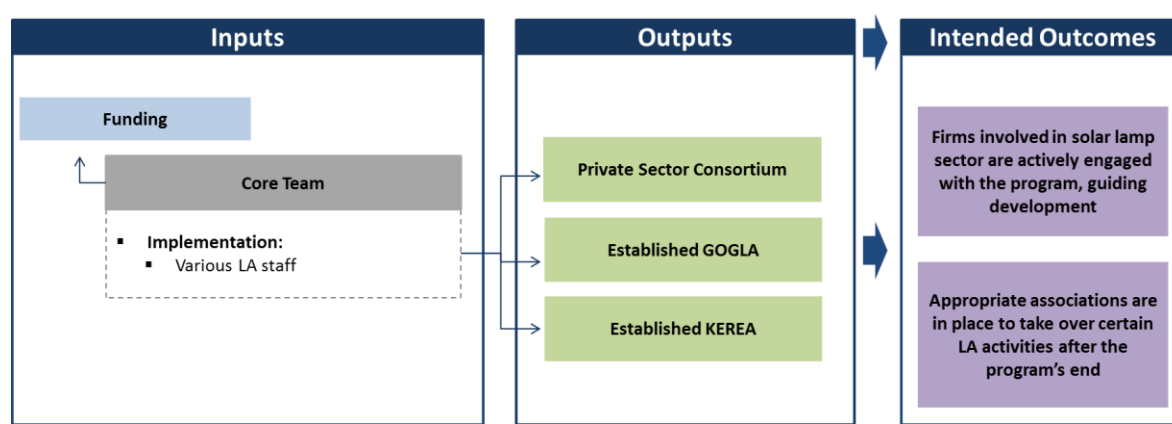 Inputs
Funding
Core Team
▪ Implementation:
▪ Various LA staff
Outputs
Private Sector Consortium
Established GOGLA
Established KEREA
Intended Outcomes
Firms involved in solar lamp
sector are actively engaged
with the program, guiding
development
Appropriate associations are
in place to take over certain
LA activities after the
program's end